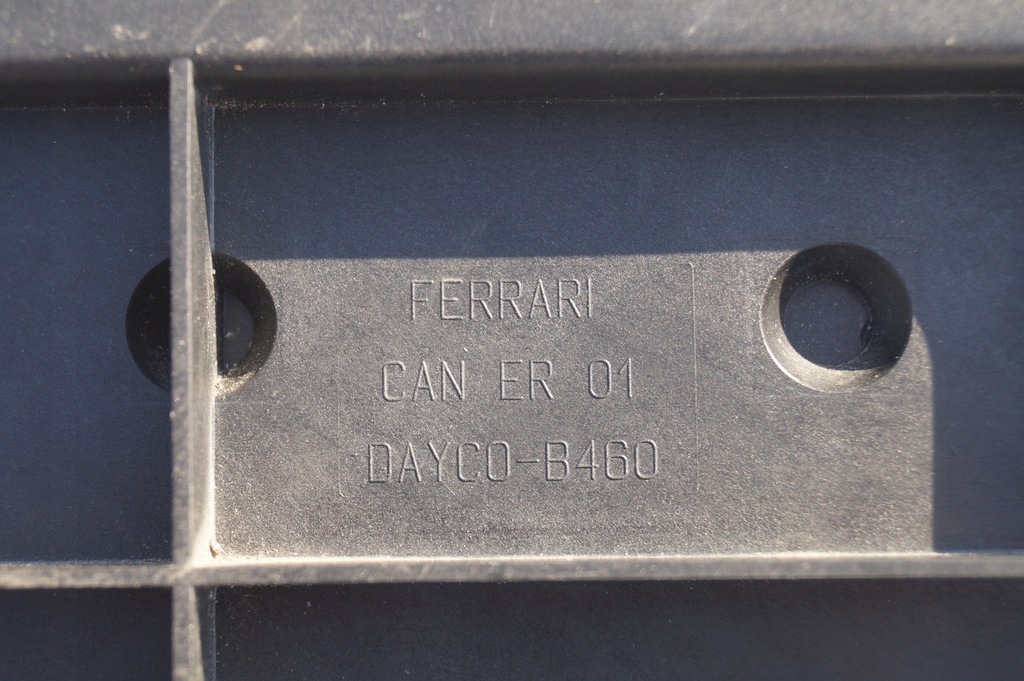 FERRARI
CAN ER 01
DAYCO-B460